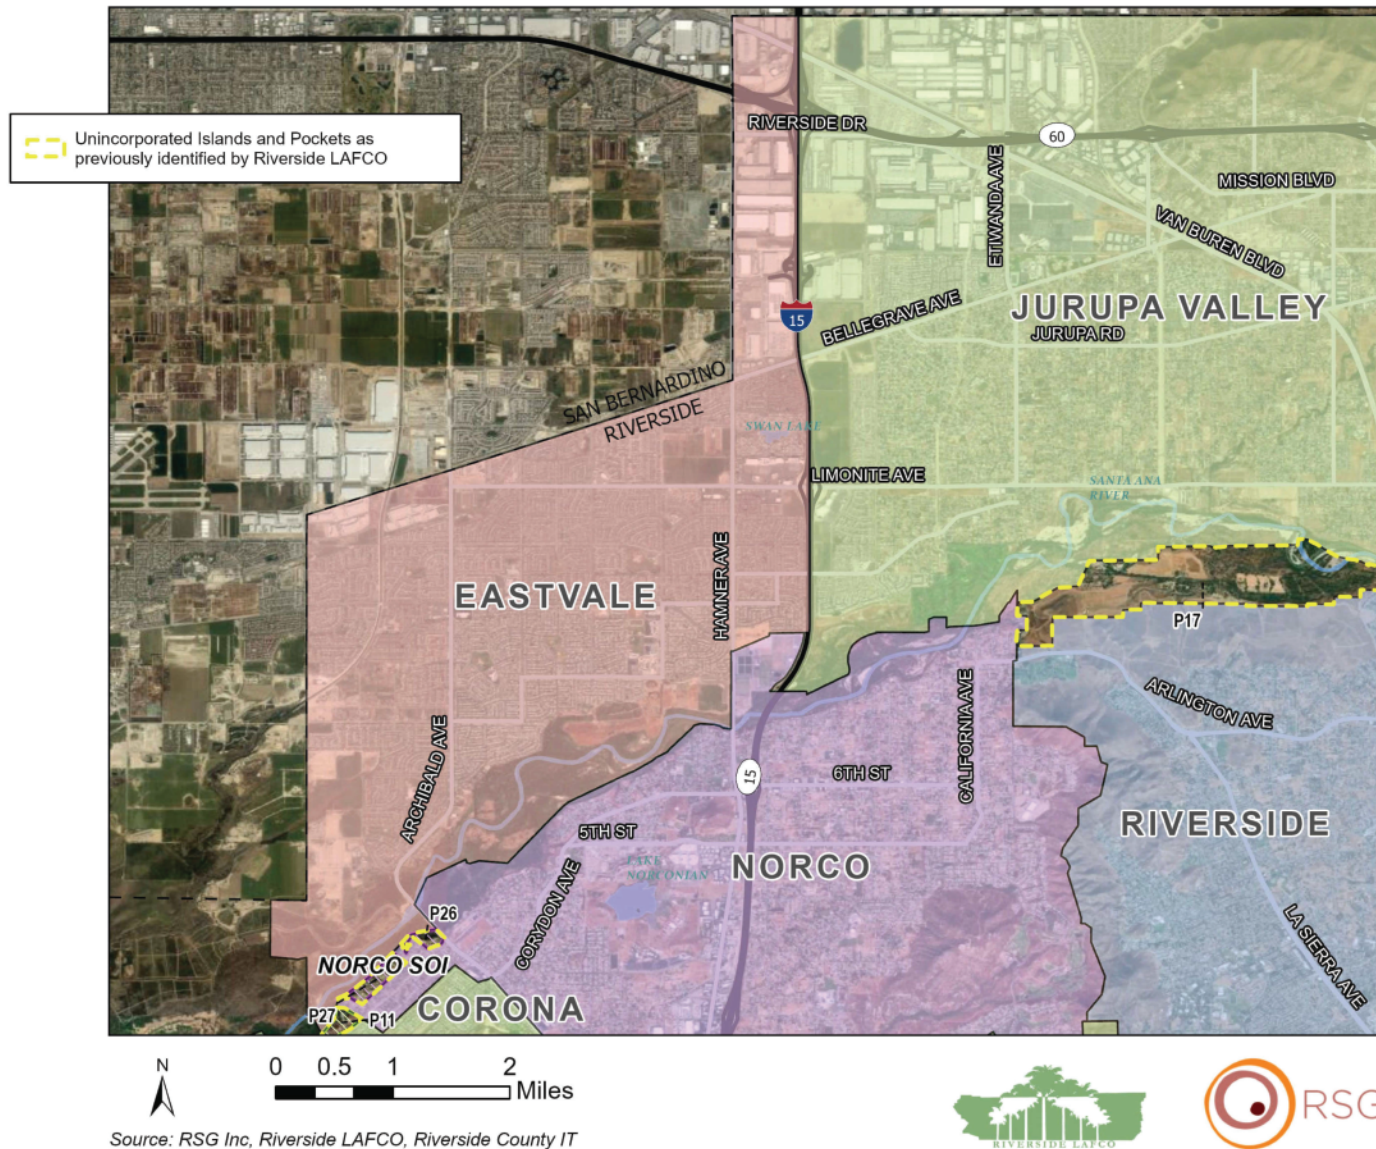 Unincorporated Islands and Pockets as
previously identified by Riverside LAFCO
RIVERSIDE DR
60
ETIWANDA AVE
MISSION BLVD
VAN BUREN BLVD
15
BELLEGRAVE AVE
JURUPA VALLEY
JURUPA RD
SAN BERNARDINO
RIVERSIDE
SWAN LAKE
LIMONITE AVE
SANTA ANA
RIVER
HAMNER AVE
EASTVALE
P17
CALIFORNIA AVE
ARLINGTON AVE
ARCHIBALD AVE
15
6TH ST
5TH ST
RIVERSIDE
LAKE
NORCONIAN
NORCO
CORYDON AVE
P26
LA SIERRA AVE
NORCO SOI
CORONA
P27
P11
N
0 0.5 1 2
Miles
Source: RSG Inc, Riverside LAFCO, Riverside County IT
RIVERSIDE LAFCO
RSG